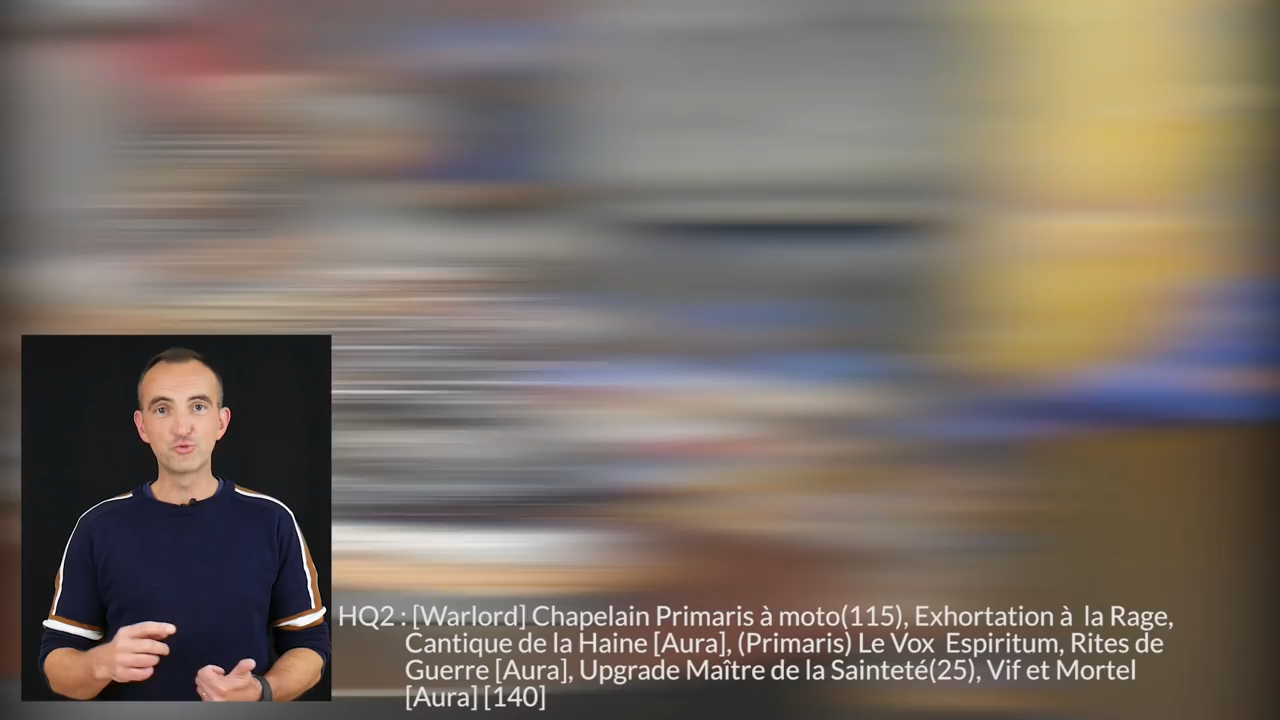 HQ2 : [Warlord] Chapelain Primaris à moto(115), Exhortation à la Rage,
Cantique de la Haine [Aura], (Primaris) Le Vox Espiritum, Rites de
Guerre [Aura], Upgrade Maître de la Sainteté(25), Vif et Mortel
[Aura] [140]